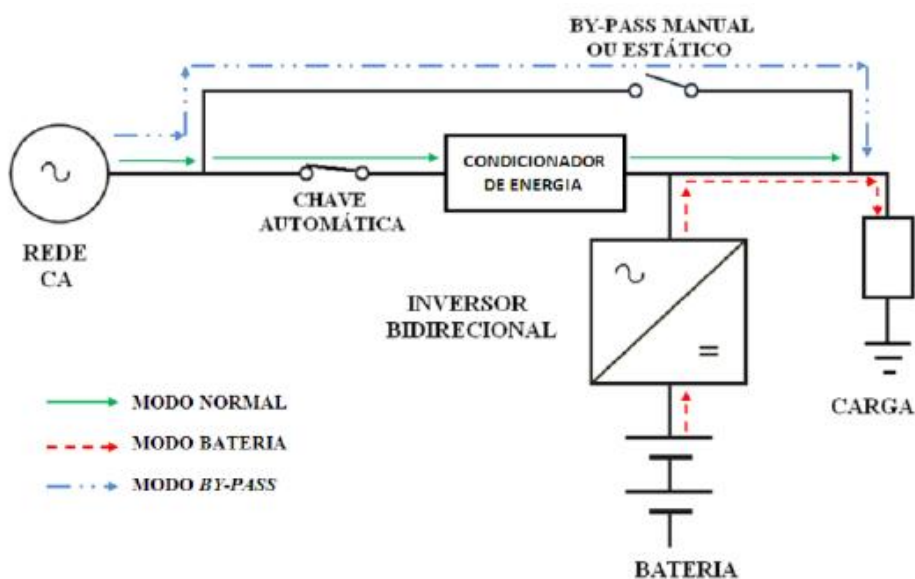 BY-PASS MANUAL
OU ESTÁTICO
CONDICIONADOR
DE ENERGIA
CHAVE
AUTOMÁTICA
REDE
CA
INVERSOR
BIDIRECIONAL
CARGA
MODO NORMAL
MODO BATERIA
MODO BY-PASS
BATERIA